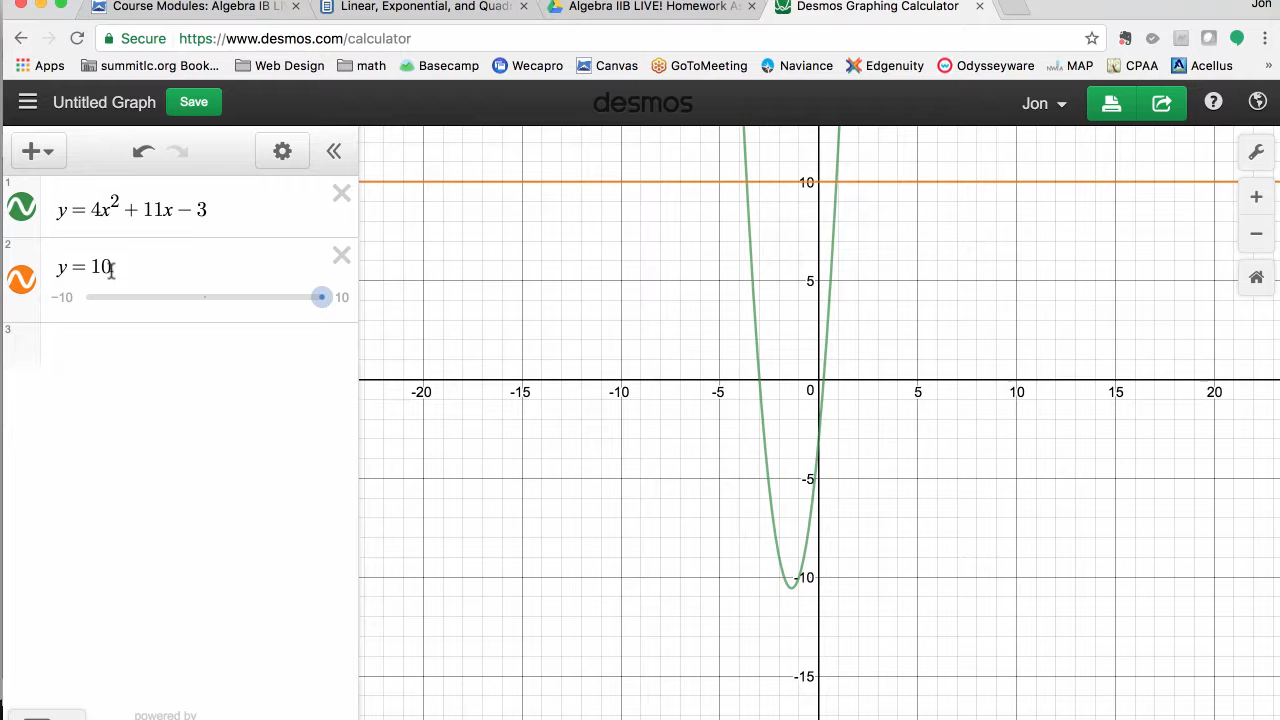 Course Modules: Algebra IB LI
Linear, Exponential, and Quad
Algebra IIB LIVE! Homework As
Desmos Graphing Calculator
Jon
Secure
https://www.desmos.com/calculator
Apps
summitlc.org Book...
Web Design
math
Basecamp
Wecapro
Canvas
GoToMeeting
Naviance
Edgenuity
Odysseyware
MAP
CPAA
Acellus
Untitled Graph
Save
desmos
Jon
1
y = 4x² + 11x − 3
2
y = 10
−10
10
3
powered by
10
5
-20
-15
-10
-5
0
5
10
15
20
-5
-10
-15